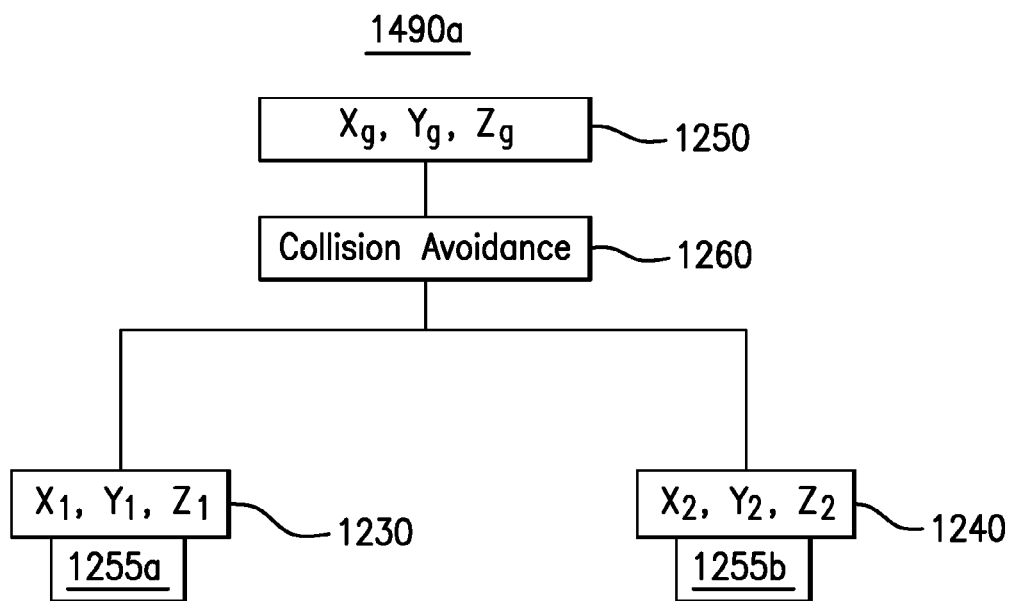 1490a
Xg, Yg, Zg
1250
Collision Avoidance
1260
X1, Y1, Z1
1230
X2, Y2, Z2
1240
1255a
1255b